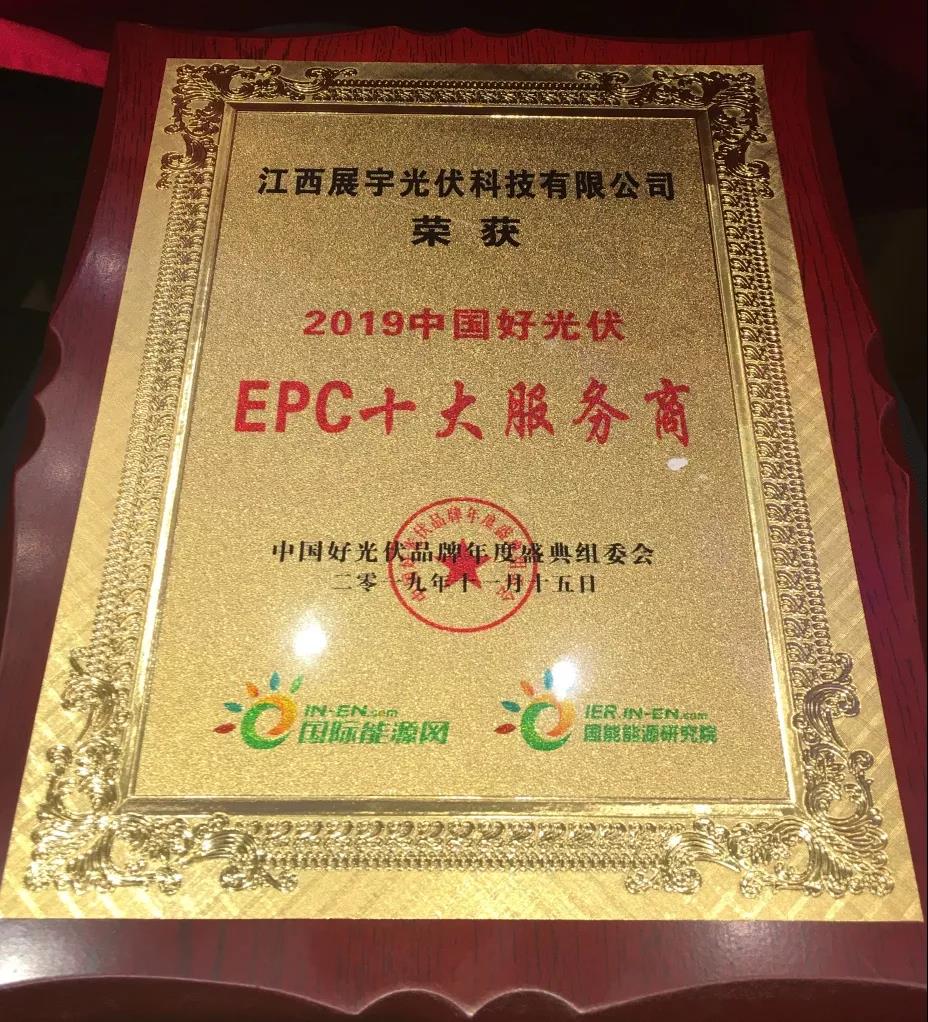 江西展宇光伏科技有限公司
荣获
2019中国好光伏
EPC十大服务商
中国好光伏品牌年度盛典组委会
二零一九年十一月十五日
IN-EN.com
国际能源网
IER.IN-EN.com
国能能源研究院